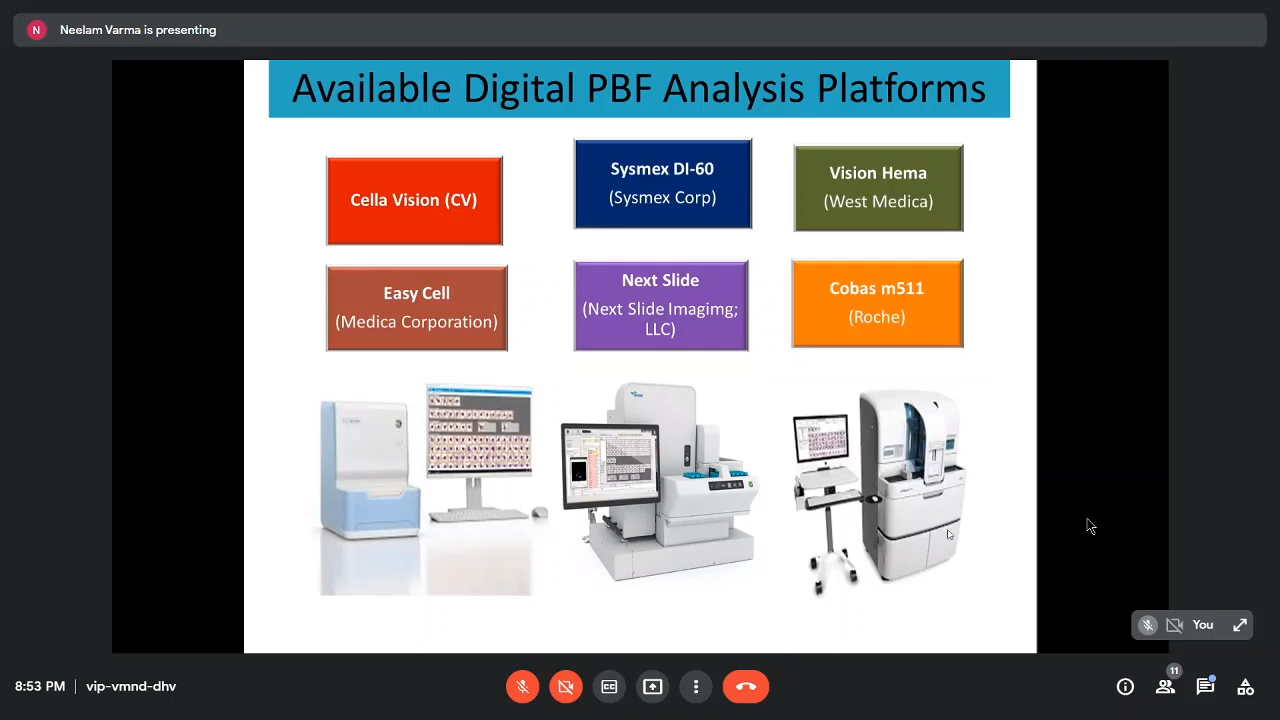 N Neelam Varma is presenting
Available Digital PBF Analysis Platforms
Cella Vision (CV)
Sysmex DI-60
(Sysmex Corp)
Vision Hema
(West Medica)
Easy Cell
(Medica Corporation)
Next Slide
(Next Slide Imagimg;
LLC)
Cobas m511
(Roche)
You
8:53 PM | vip-vmnd-dhv
CC
11